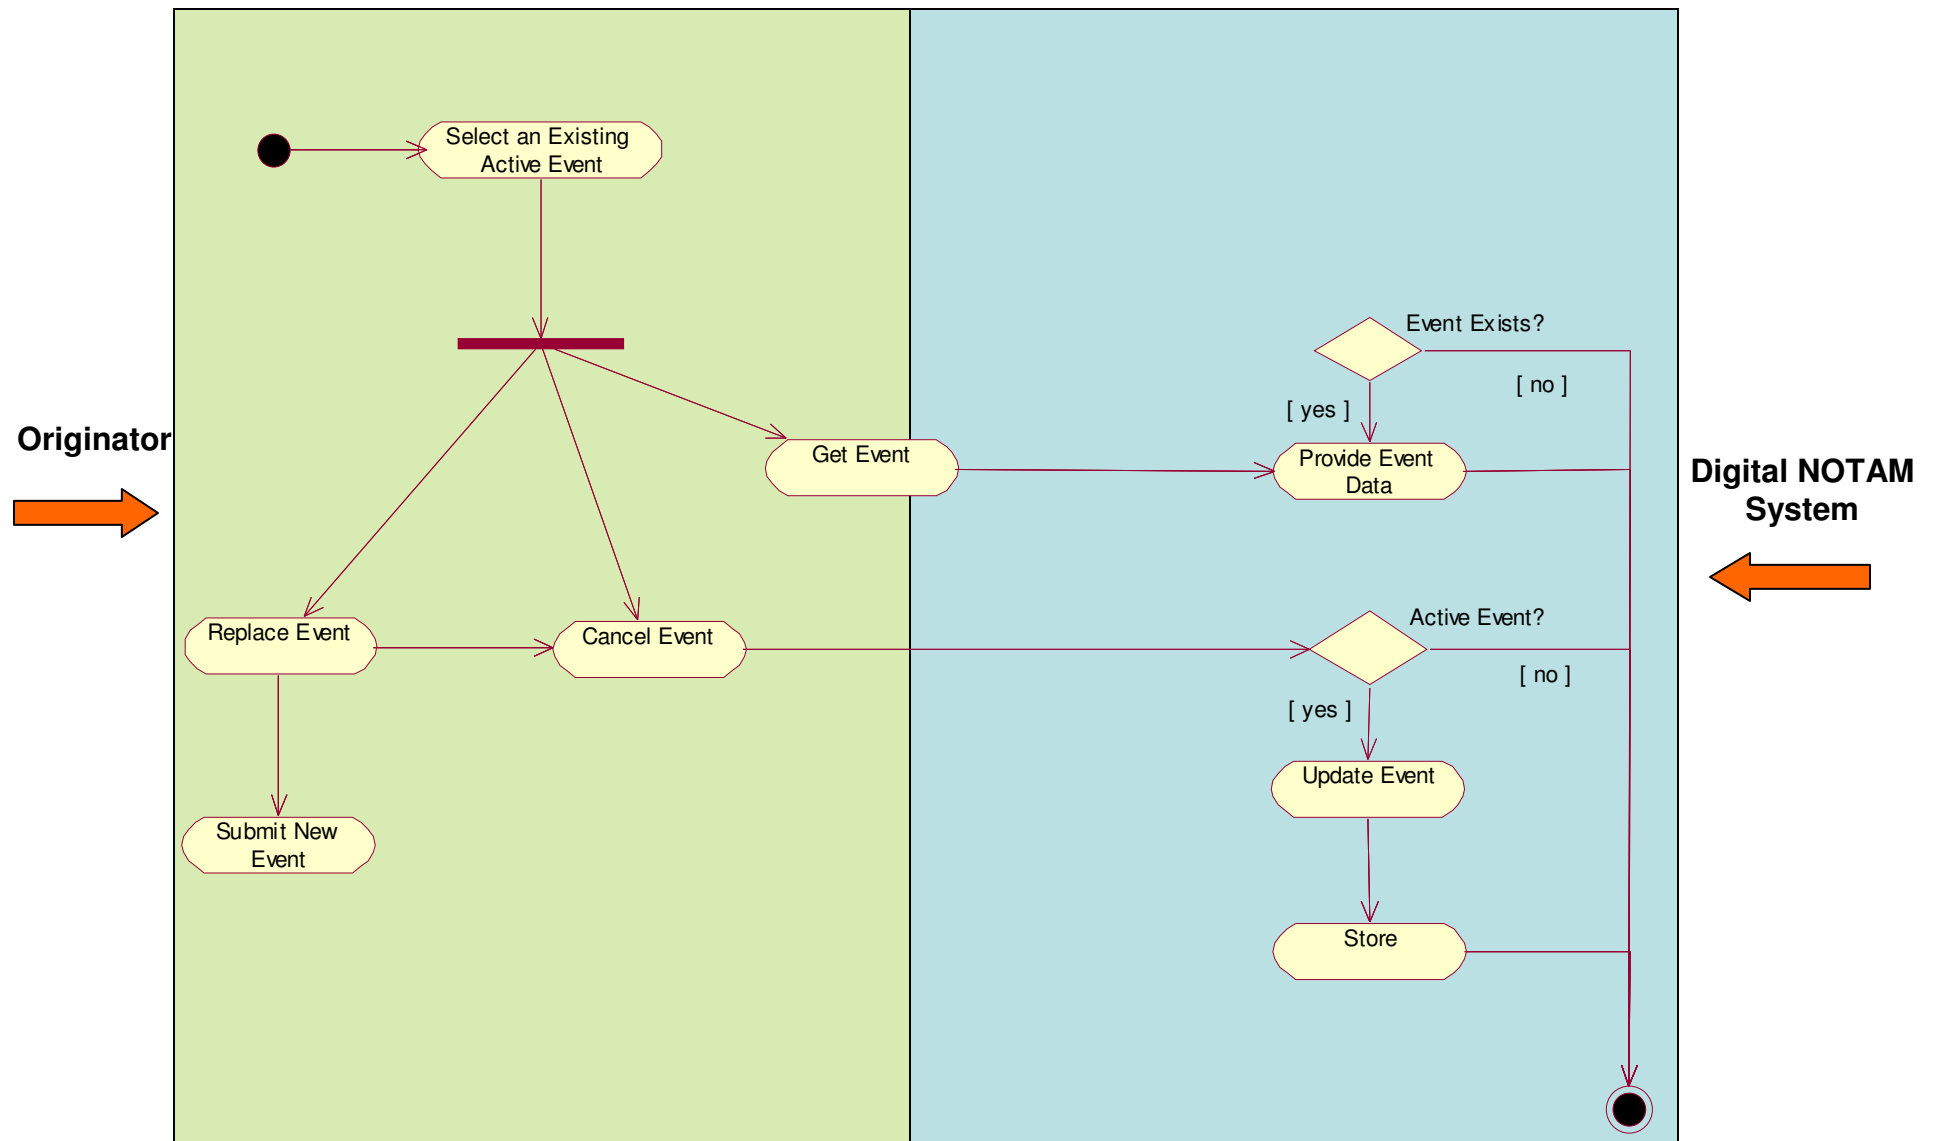 Select an Existing
Active Event
Event Exists?
[ no ]
[ yes ]
Originator
Get Event
Provide Event
Data
Digital NOTAM
System
Replace Event
Cancel Event
Active Event?
[ no ]
[ yes ]
Update Event
Submit New
Event
Store